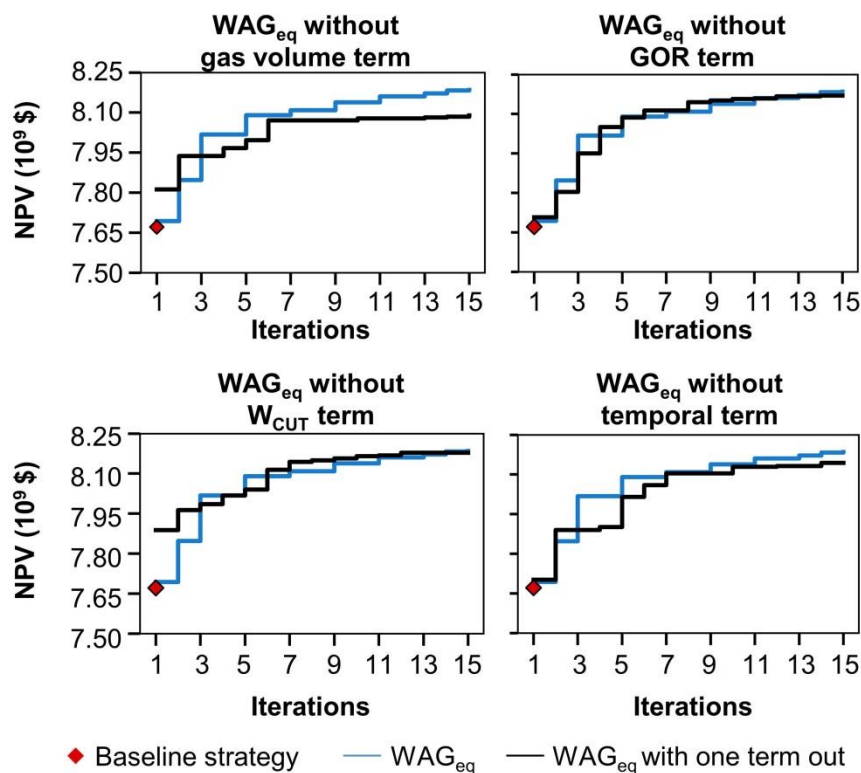 WAGeq without
gas volume term
WAGeq without
GOR term
NPV (10⁹ $)
8.25
8.10
7.95
7.80
7.65
7.50
1 3 5 7 9 11 13 15
Iterations
1 3 5 7 9 11 13 15
Iterations
WAGeq without
WCUT term
WAGeq without
temporal term
NPV (10⁹ $)
8.25
8.10
7.95
7.80
7.65
7.50
1 3 5 7 9 11 13 15
Iterations
1 3 5 7 9 11 13 15
Iterations
Baseline strategy WAGeq WAGeq with one term out